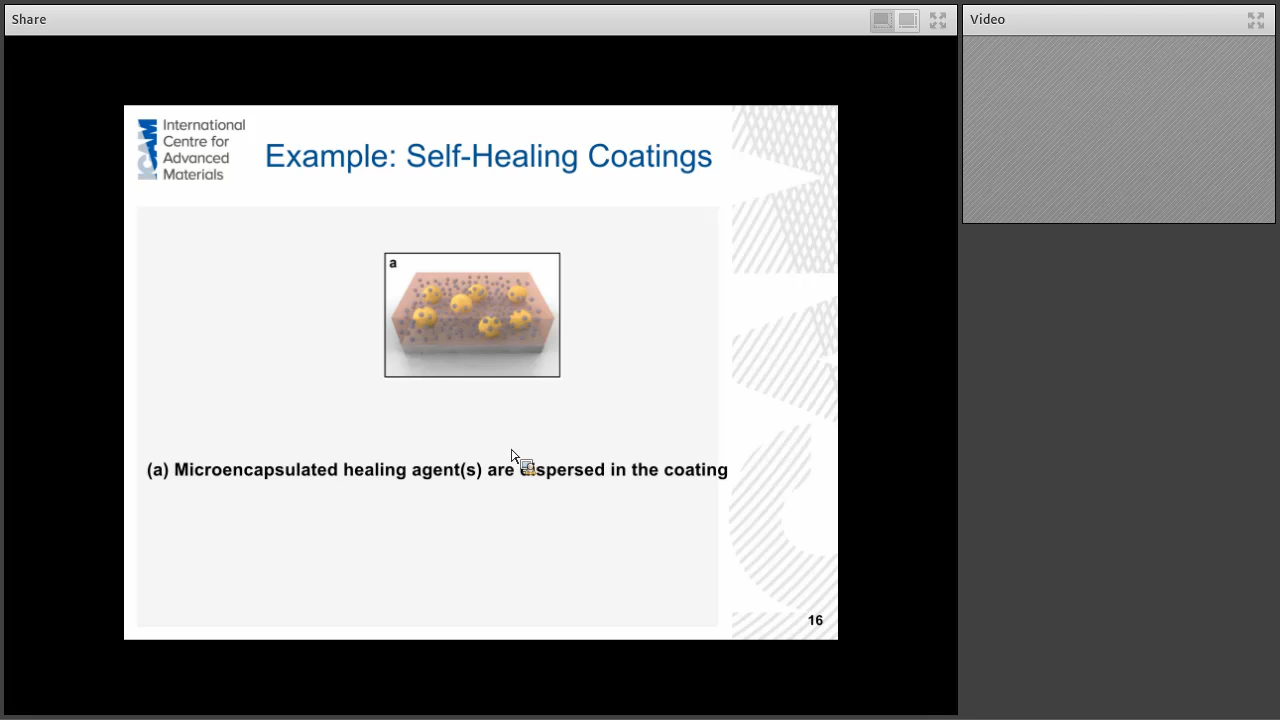 Share
Video
ICAM
International
Centre for
Advanced
Materials
Example: Self-Healing Coatings
a
(a) Microencapsulated healing agent(s) are dispersed in the coating
16